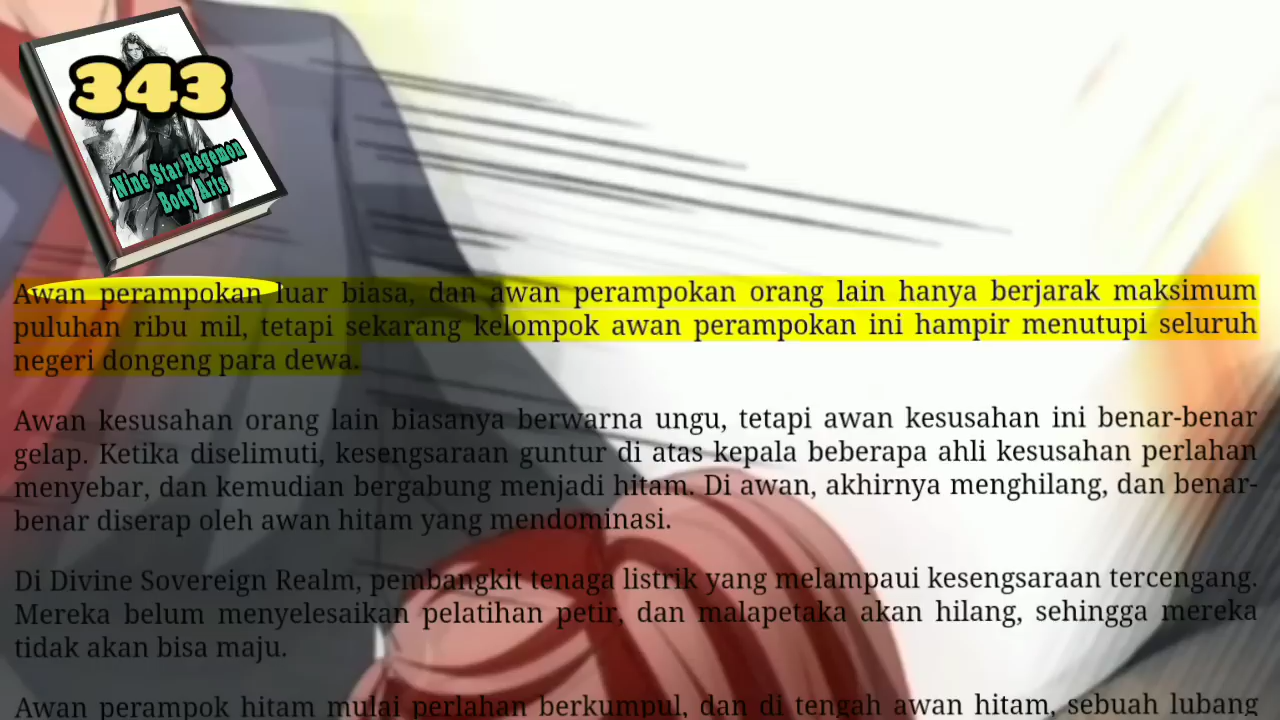 343
Nine Star Hegemon
Body Arts
Awan perampokan luar biasa, dan awan perampokan orang lain hanya berjarak maksimum
puluhan ribu mil, tetapi sekarang kelompok awan perampokan ini hampir menutupi seluruh
negeri dongeng para dewa.
Awan kesusahan orang lain biasanya berwarna ungu, tetapi awan kesusahan ini benar-benar
gelap. Ketika diselimuti, kesengsaraan guntur di atas kepala beberapa ahli kesusahan perlahan
menyebar, dan kemudian bergabung menjadi hitam. Di awan, akhirnya menghilang, dan benar-
benar diserap oleh awan hitam yang mendominasi.
Di Divine Sovereign Realm, pembangkit tenaga listrik yang melampaui kesengsaraan tercengang.
Mereka belum menyelesaikan pelatihan petir, dan malapetaka akan hilang, sehingga mereka
tidak akan bisa maju.
Awan perampok hitam mulai perlahan berkumpul, dan di tengah awan hitam, sebuah lubang